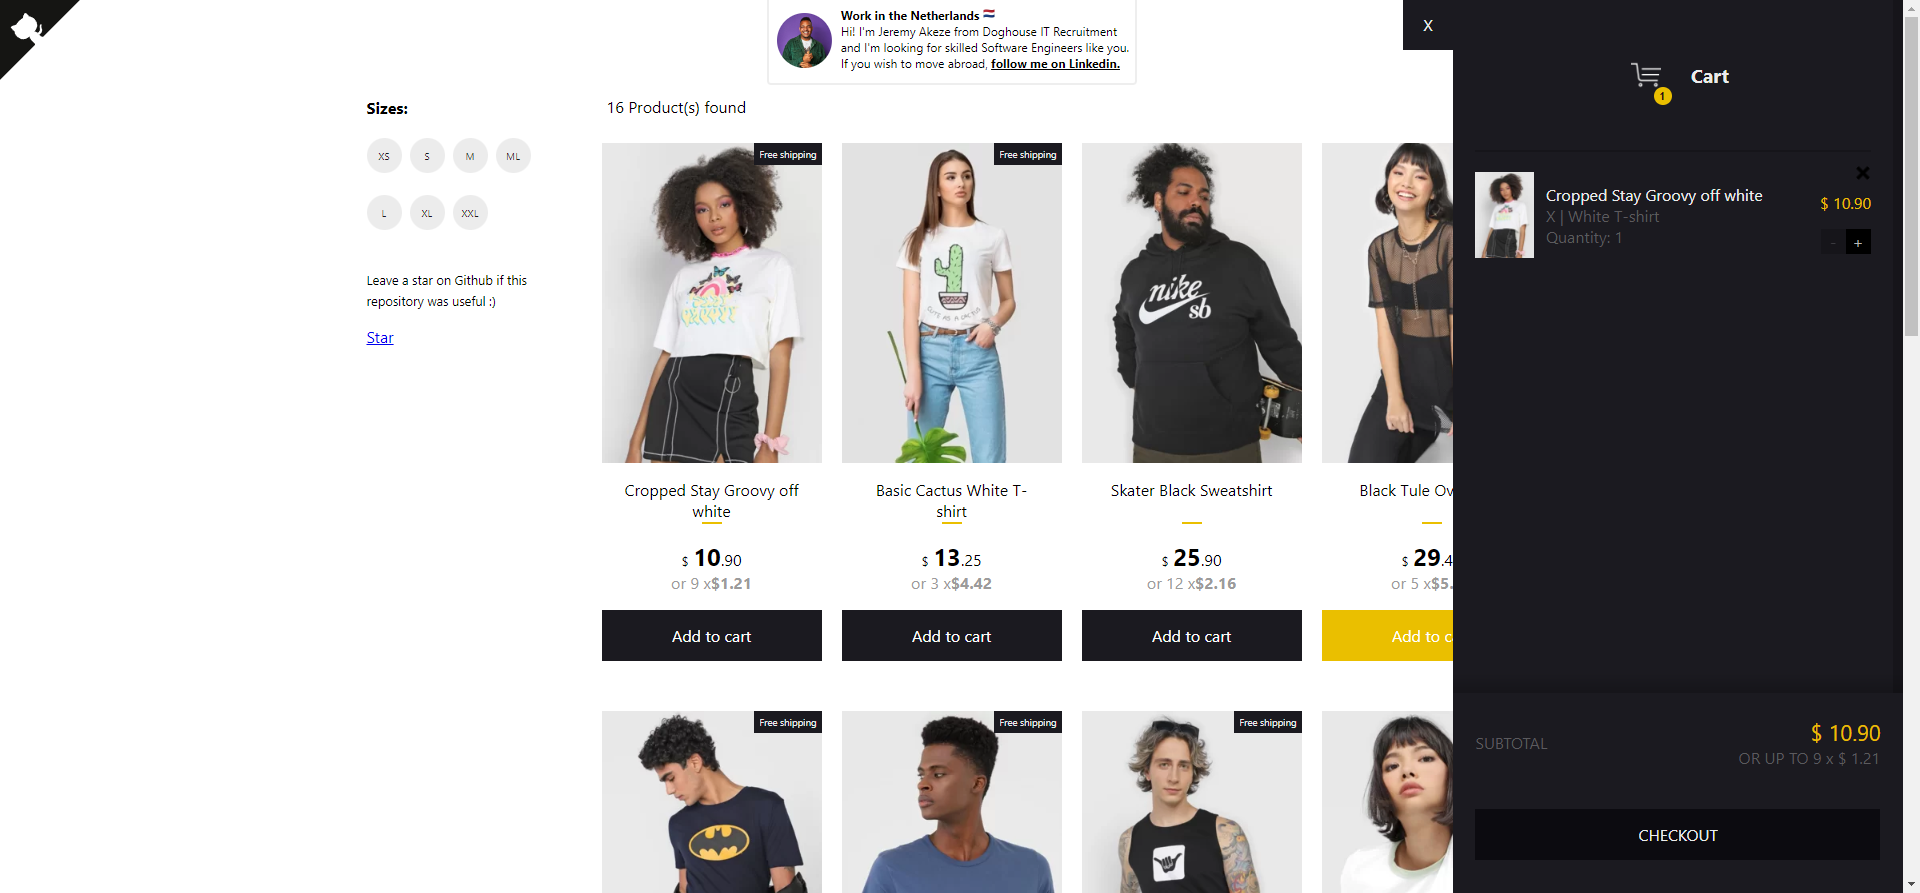 Work in the Netherlands
Hi! I'm Jeremy Akeze from Doghouse IT Recruitment
and I'm looking for skilled Software Engineers like you.
If you wish to move abroad, follow me on Linkedin.
X
Cart
1
Sizes:
XS S M ML
L XL XXL
Leave a star on Github if this
repository was useful :)
Star
16 Product(s) found
Free shipping
Free shipping
CUTE AS A CACTUS
nike
sb
Cropped Stay Groovy off
white
$ 10.90
or 9 x$1.21
Add to cart
Basic Cactus White T-
shirt
$ 13.25
or 3 x$4.42
Add to cart
Skater Black Sweatshirt
$ 25.90
or 12 x$2.16
Add to cart
Black Tule Ov
$ 29.4
or 5 x$5.
Add to c
Free shipping
Free shipping
Free shipping
Cropped Stay Groovy off white
X | White T-shirt
Quantity: 1
$ 10.90
- +
SUBTOTAL
$ 10.90
OR UP TO 9 x $ 1.21
CHECKOUT